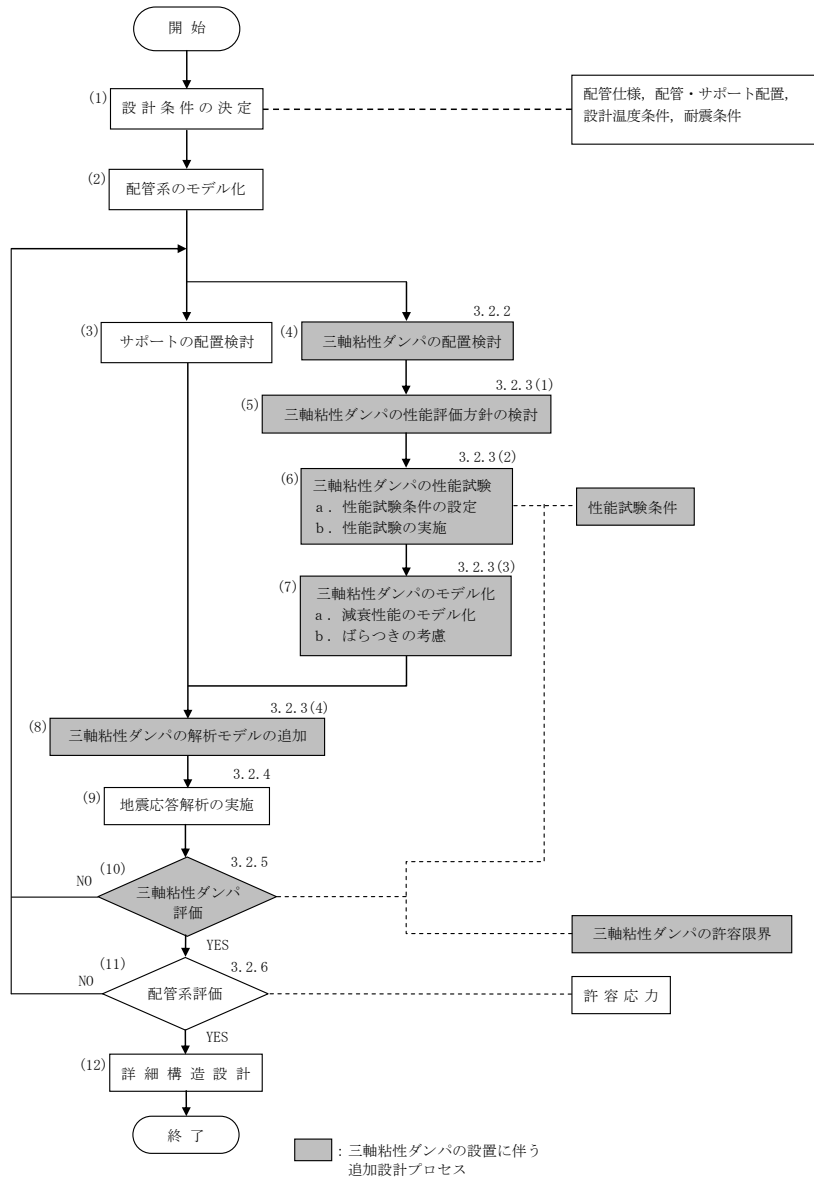 開 始
(1)
設 計 条 件 の 決 定
配管仕様，配管・サポート配置，
設計温度条件，耐震条件
(2)
配管系のモデル化
(3)
サポートの配置検討
3.2.2
(4)
三軸粘性ダンパの配置検討
3.2.3(1)
(5)
三軸粘性ダンパの性能評価方針の検討
3.2.3(2)
(6)
三軸粘性ダンパの性能試験
a．性能試験条件の設定
b．性能試験の実施
性能試験条件
3.2.3(3)
(7)
三軸粘性ダンパのモデル化
a．減衰性能のモデル化
b．ばらつきの考慮
3.2.3(4)
(8)
三軸粘性ダンパの解析モデルの追加
3.2.4
(9)
地震応答解析の実施
(10)
3.2.5
NO
三軸粘性ダンパ
評価
YES
三軸粘性ダンパの許容限界
(11)
3.2.6
NO
配管系評価
許 容 応 力
YES
(12)
詳 細 構 造 設 計
終 了
：三軸粘性ダンパの設置に伴う
追加設計プロセス